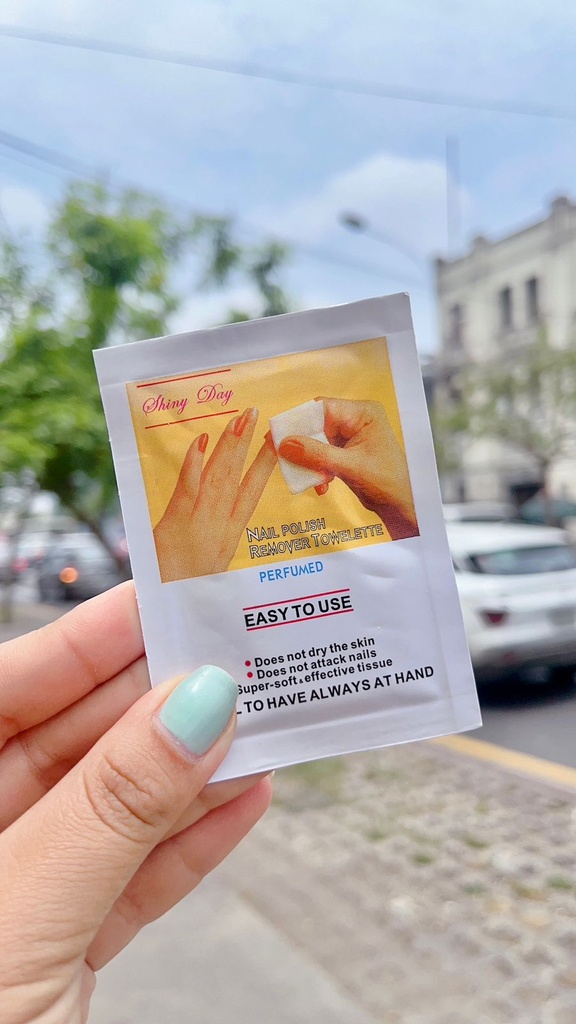 Shiny Day
NAIL POLISH
REMOVER TOWELETTE
PERFUMED
EASY TO USE
• Does not dry the skin
• Does not attack nails
Super-soft & effective tissue
TO HAVE ALWAYS AT HAND